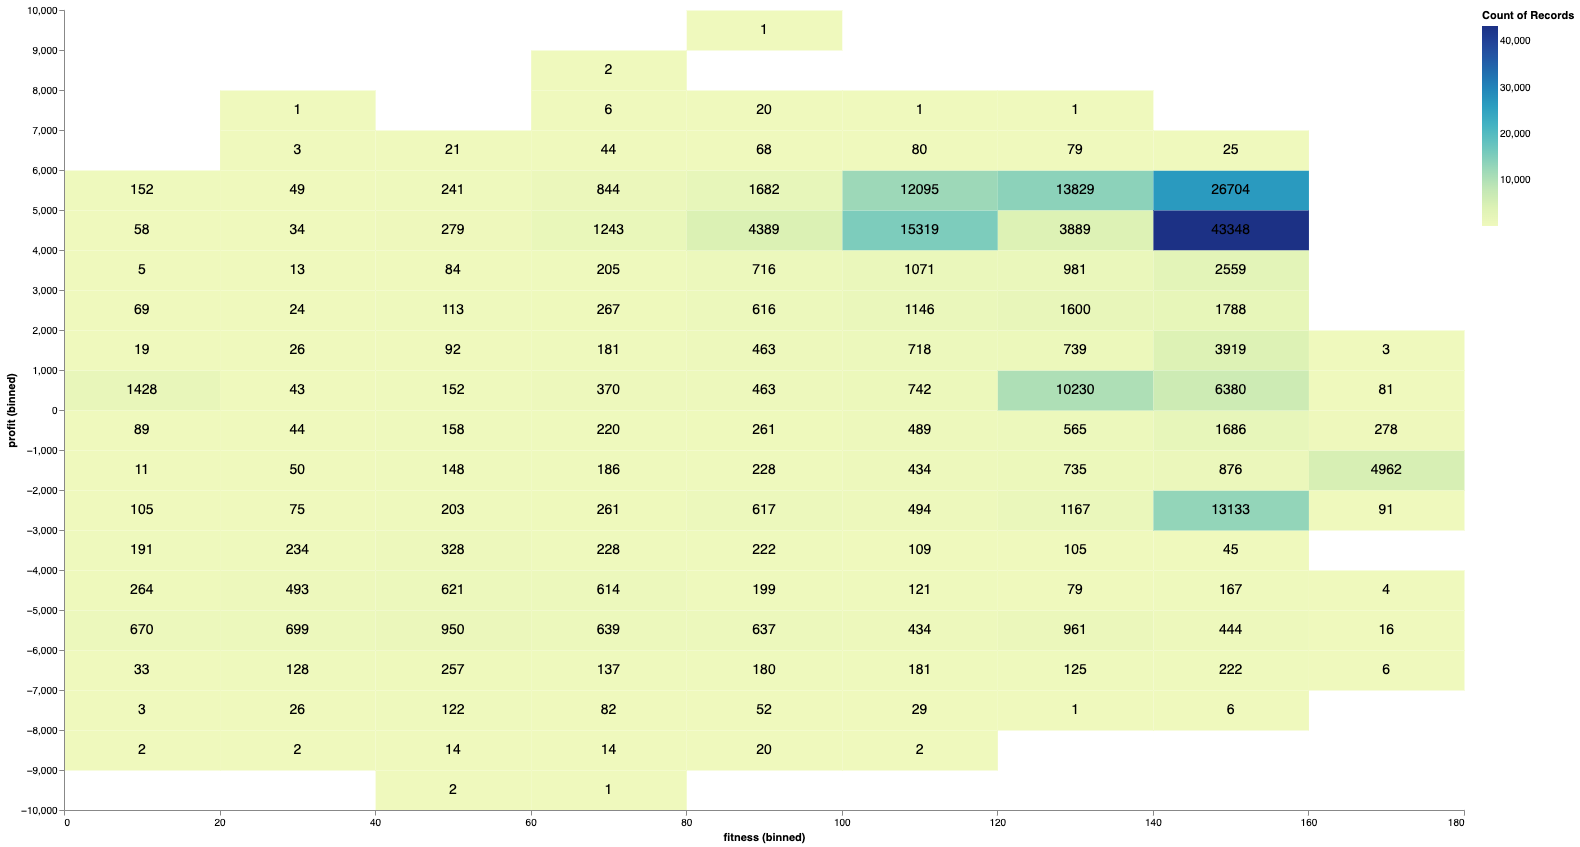 Count of Records
40,000
30,000
20,000
10,000
profit (binned)
10,000
1
9,000
2
8,000
1 6 20 1 1
7,000
3 21 44 68 80 79 25
6,000
152 49 241 844 1682 12095 13829 26704
5,000
58 34 279 1243 4389 15319 3889 43348
4,000
5 13 84 205 716 1071 981 2559
3,000
69 24 113 267 616 1146 1600 1788
2,000
19 26 92 181 463 718 739 3919 3
1,000
1428 43 152 370 463 742 10230 6380 81
0
89 44 158 220 261 489 565 1686 278
−1,000
11 50 148 186 228 434 735 876 4962
−2,000
105 75 203 261 617 494 1167 13133 91
−3,000
191 234 328 228 222 109 105 45
−4,000
264 493 621 614 199 121 79 167 4
−5,000
670 699 950 639 637 434 961 444 16
−6,000
33 128 257 137 180 181 125 222 6
−7,000
3 26 122 82 52 29 1 6
−8,000
2 2 14 14 20 2
−9,000
2 1
−10,000
0 20 40 60 80 100 120 140 160 180
fitness (binned)